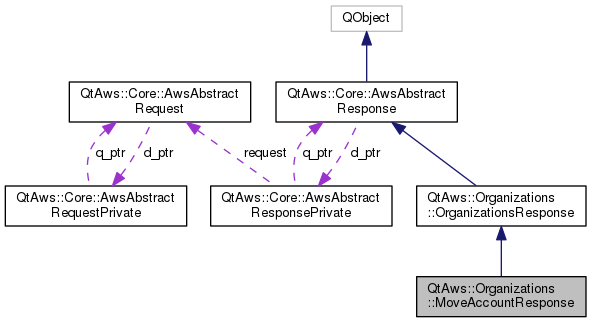 QObject
QtAws::Core::AwsAbstract
Request
QtAws::Core::AwsAbstract
Response
q_ptr
d_ptr
request
q_ptr
d_ptr
QtAws::Core::AwsAbstract
RequestPrivate
QtAws::Core::AwsAbstract
ResponsePrivate
QtAws::Organizations
::OrganizationsResponse
QtAws::Organizations
::MoveAccountResponse